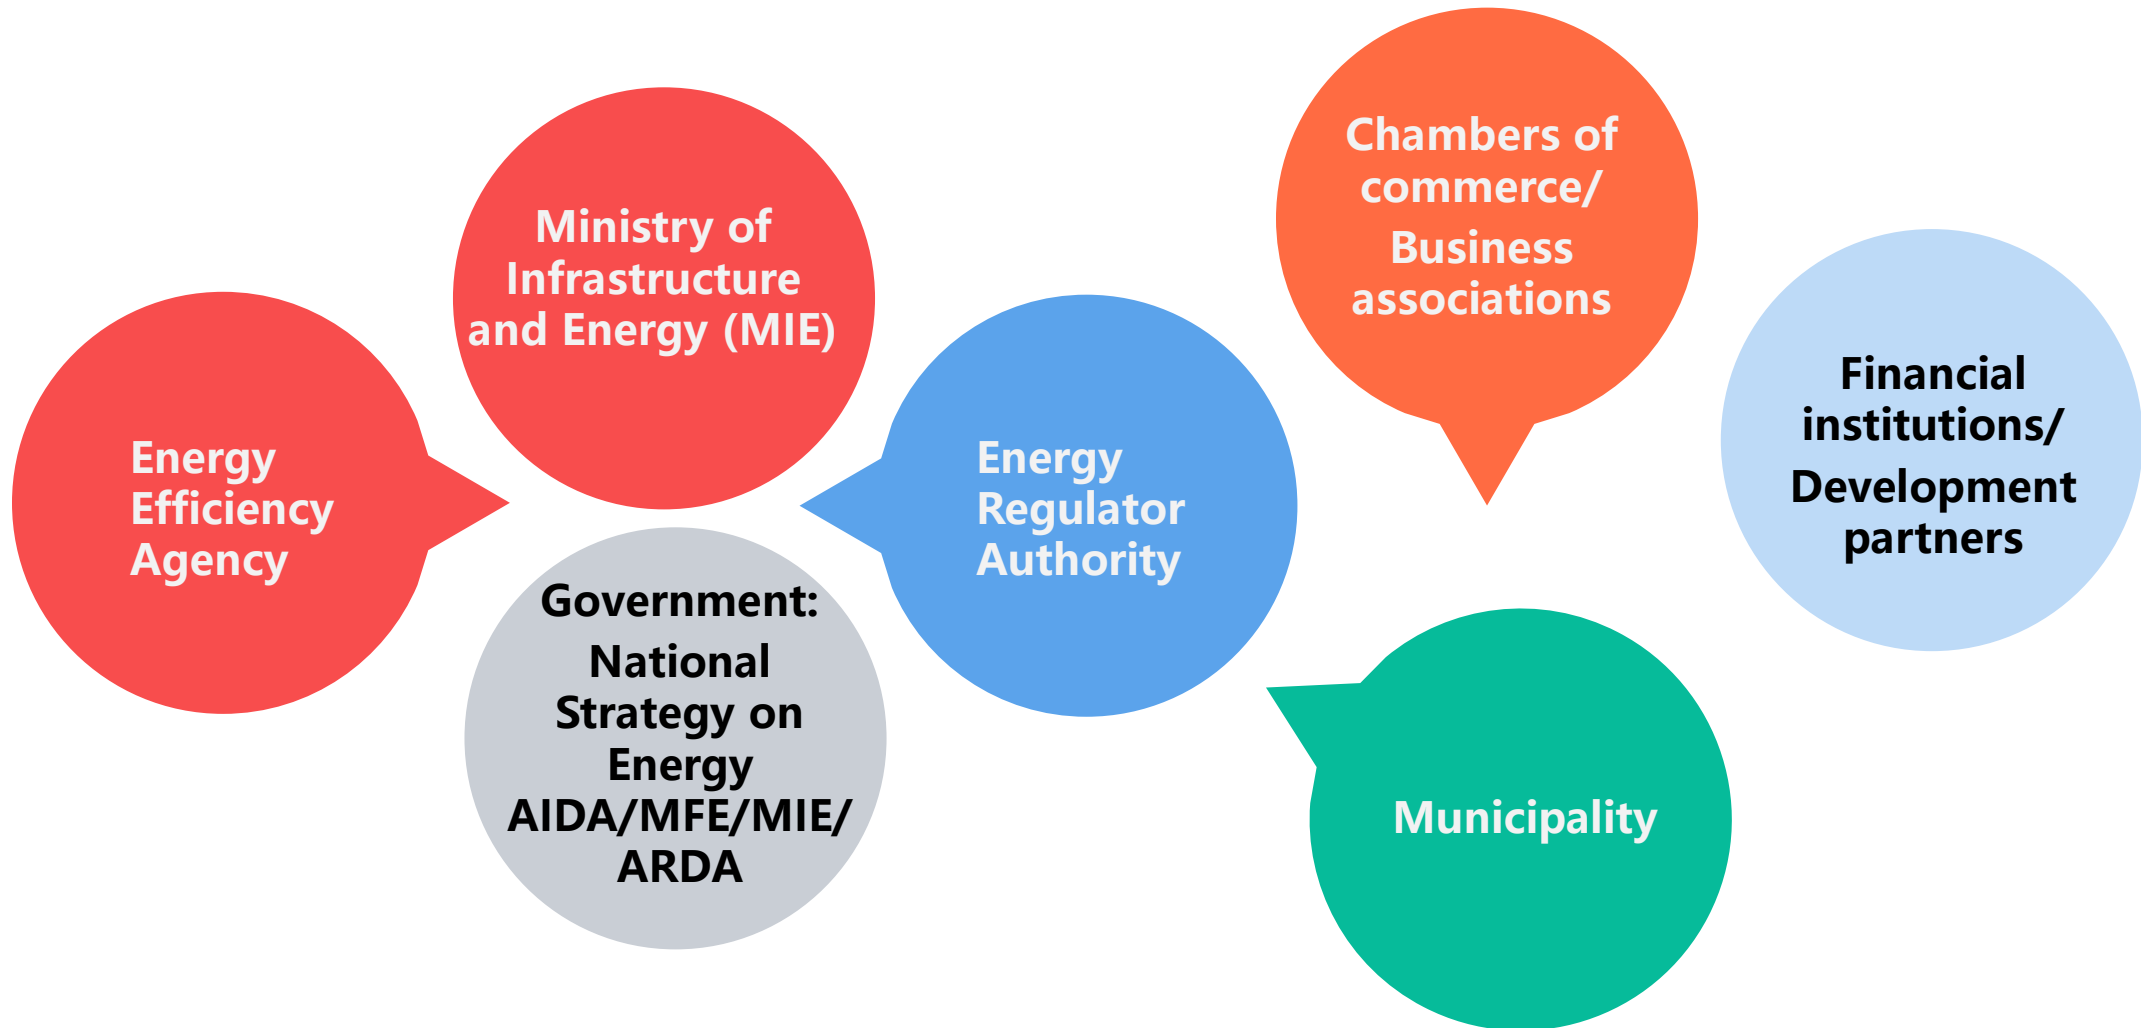 Energy
Efficiency
Agency
Ministry of
Infrastructure
and Energy (MIE)
Government:
National
Strategy on
Energy
AIDA/MFE/MIE/
ARDA
Energy
Regulator
Authority
Chambers of
commerce/
Business
associations
Municipality
Financial
institutions/
Development
partners